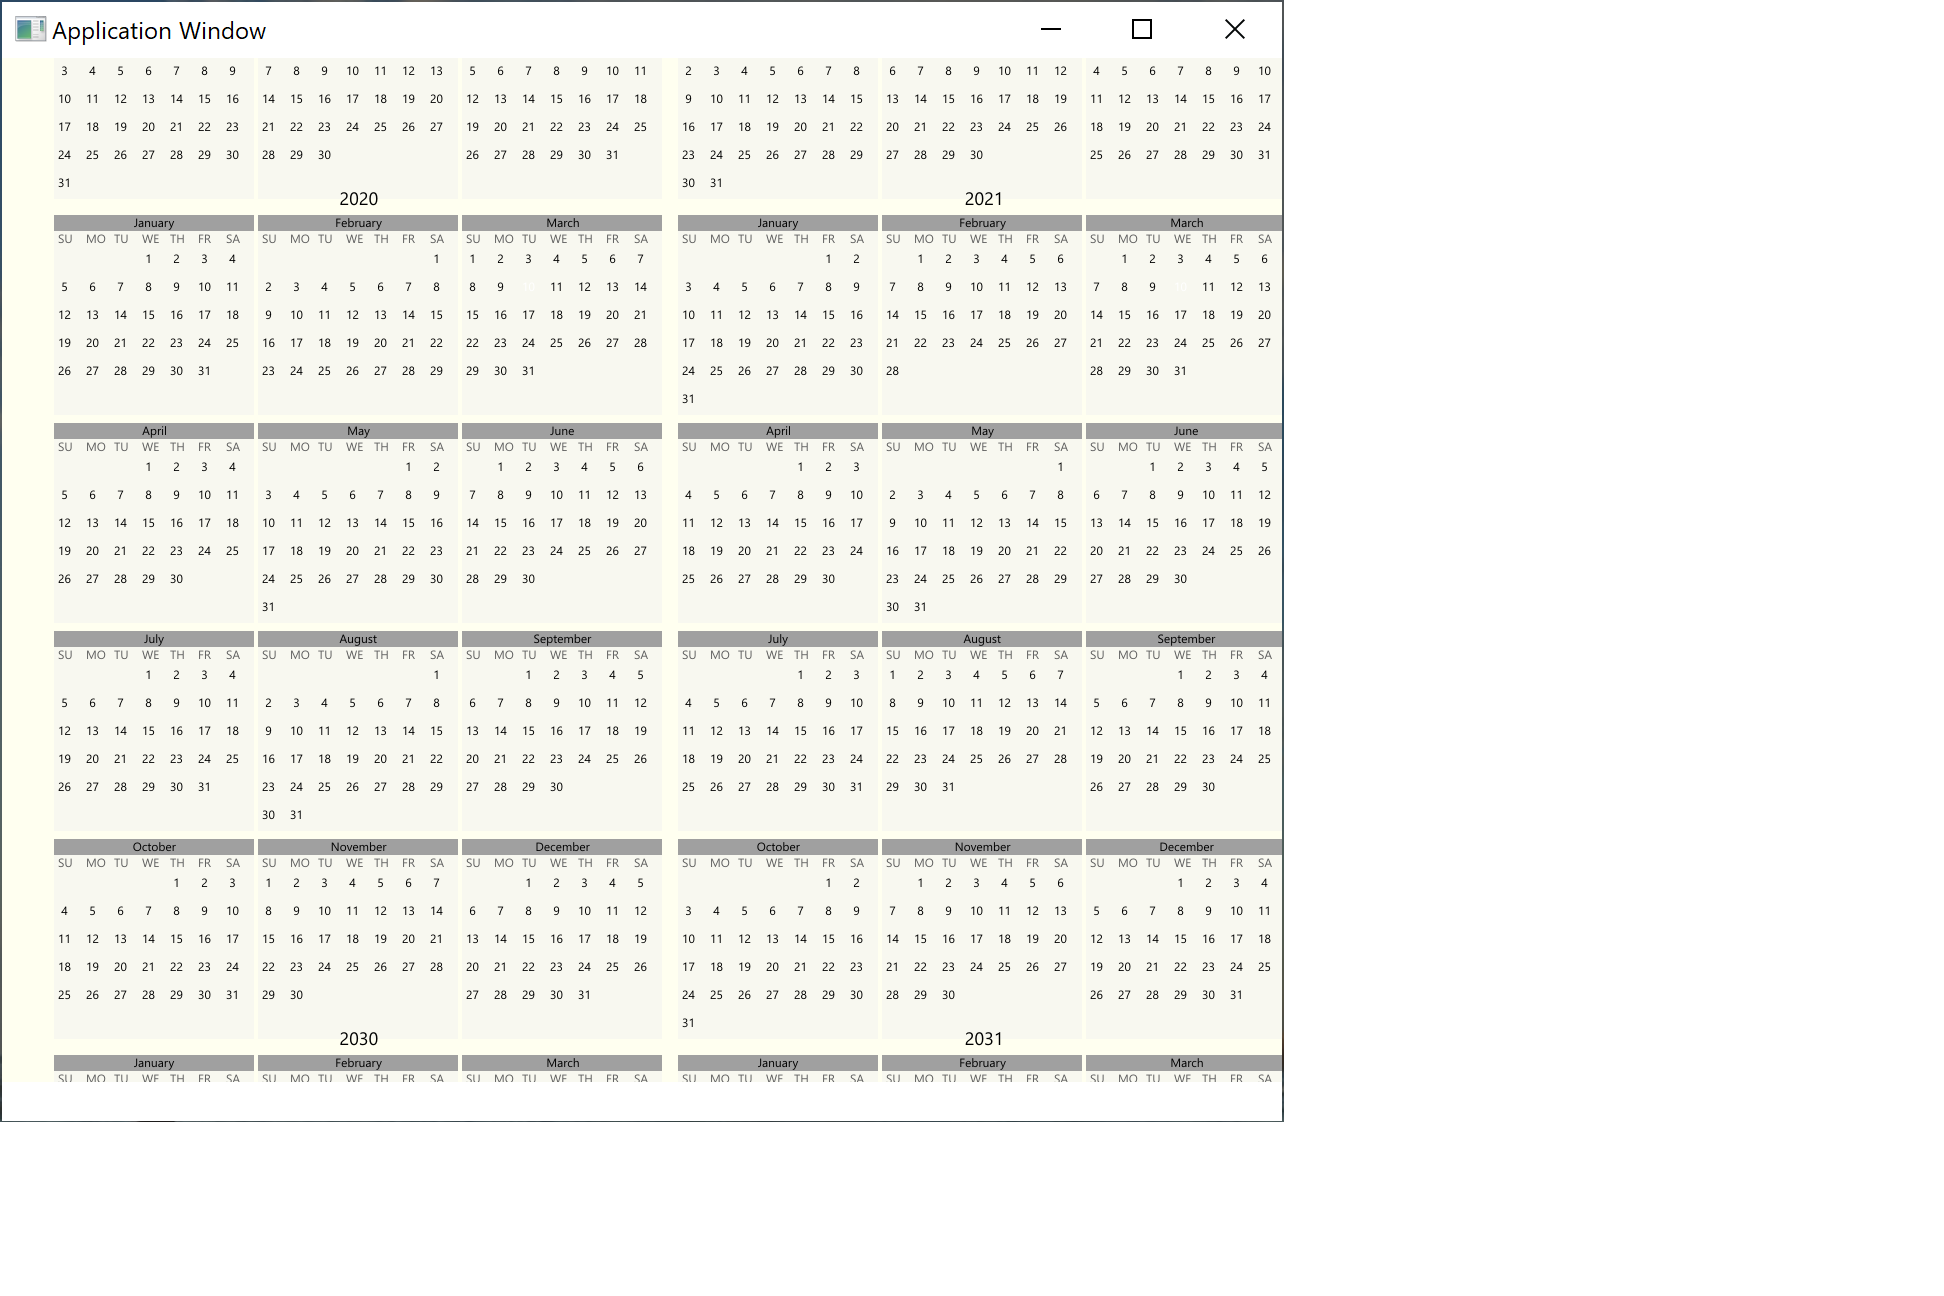 Application Window
3 4 5 6 7 8 9 7 8 9 10 11 12 13 5 6 7 8 9 10 11 2 3 4 5 6 7 8 6 7 8 9 10 11 12 4 5 6 7 8 9 10
10 11 12 13 14 15 16 14 15 16 17 18 19 20 12 13 14 15 16 17 18 9 10 11 12 13 14 15 13 14 15 16 17 18 19 11 12 13 14 15 16 17
17 18 19 20 21 22 23 21 22 23 24 25 26 27 19 20 21 22 23 24 25 16 17 18 19 20 21 22 20 21 22 23 24 25 26 18 19 20 21 22 23 24
24 25 26 27 28 29 30 28 29 30 26 27 28 29 30 31 23 24 25 26 27 28 29 27 28 29 30 25 26 27 28 29 30 31
31 30 31
2020 2021
January February March January February March
SU MO TU WE TH FR SA SU MO TU WE TH FR SA SU MO TU WE TH FR SA SU MO TU WE TH FR SA SU MO TU WE TH FR SA SU MO TU WE TH FR SA
1 2 3 4 1 1 2 3 4 5 6 7 1 2 1 2 3 4 5 6 1 2 3 4 5 6
5 6 7 8 9 10 11 2 3 4 5 6 7 8 8 9 10 11 12 13 14 3 4 5 6 7 8 9 7 8 9 10 11 12 13 7 8 9 10 11 12 13
12 13 14 15 16 17 18 9 10 11 12 13 14 15 15 16 17 18 19 20 21 10 11 12 13 14 15 16 14 15 16 17 18 19 20 14 15 16 17 18 19 20
19 20 21 22 23 24 25 16 17 18 19 20 21 22 22 23 24 25 26 27 28 17 18 19 20 21 22 23 21 22 23 24 25 26 27 21 22 23 24 25 26 27
26 27 28 29 30 31 23 24 25 26 27 28 29 29 30 31 24 25 26 27 28 29 30 28 28 29 30 31
31
April May June April May June
SU MO TU WE TH FR SA SU MO TU WE TH FR SA SU MO TU WE TH FR SA SU MO TU WE TH FR SA SU MO TU WE TH FR SA SU MO TU WE TH FR SA
1 2 3 4 1 2 1 2 3 4 5 6 1 2 3 1 1 2 3 4 5
5 6 7 8 9 10 11 3 4 5 6 7 8 9 7 8 9 10 11 12 13 4 5 6 7 8 9 10 2 3 4 5 6 7 8 6 7 8 9 10 11 12
12 13 14 15 16 17 18 10 11 12 13 14 15 16 14 15 16 17 18 19 20 11 12 13 14 15 16 17 9 10 11 12 13 14 15 13 14 15 16 17 18 19
19 20 21 22 23 24 25 17 18 19 20 21 22 23 21 22 23 24 25 26 27 18 19 20 21 22 23 24 16 17 18 19 20 21 22 20 21 22 23 24 25 26
26 27 28 29 30 24 25 26 27 28 29 30 28 29 30 25 26 27 28 29 30 23 24 25 26 27 28 29 27 28 29 30
31 30 31
July August September July August September
SU MO TU WE TH FR SA SU MO TU WE TH FR SA SU MO TU WE TH FR SA SU MO TU WE TH FR SA SU MO TU WE TH FR SA SU MO TU WE TH FR SA
1 2 3 4 1 1 2 3 4 5 1 2 3 1 2 3 4 5 6 7 1 2 3 4
5 6 7 8 9 10 11 2 3 4 5 6 7 8 6 7 8 9 10 11 12 4 5 6 7 8 9 10 8 9 10 11 12 13 14 5 6 7 8 9 10 11
12 13 14 15 16 17 18 9 10 11 12 13 14 15 13 14 15 16 17 18 19 11 12 13 14 15 16 17 15 16 17 18 19 20 21 12 13 14 15 16 17 18
19 20 21 22 23 24 25 16 17 18 19 20 21 22 20 21 22 23 24 25 26 18 19 20 21 22 23 24 22 23 24 25 26 27 28 19 20 21 22 23 24 25
26 27 28 29 30 31 23 24 25 26 27 28 29 27 28 29 30 25 26 27 28 29 30 31 29 30 31 26 27 28 29 30
30 31
October November December October November December
SU MO TU WE TH FR SA SU MO TU WE TH FR SA SU MO TU WE TH FR SA SU MO TU WE TH FR SA SU MO TU WE TH FR SA SU MO TU WE TH FR SA
1 2 3 1 2 3 4 5 6 7 1 2 3 4 5 1 2 1 2 3 4 5 6 1 2 3 4
4 5 6 7 8 9 10 8 9 10 11 12 13 14 6 7 8 9 10 11 12 3 4 5 6 7 8 9 7 8 9 10 11 12 13 5 6 7 8 9 10 11
11 12 13 14 15 16 17 15 16 17 18 19 20 21 13 14 15 16 17 18 19 10 11 12 13 14 15 16 14 15 16 17 18 19 20 12 13 14 15 16 17 18
18 19 20 21 22 23 24 22 23 24 25 26 27 28 20 21 22 23 24 25 26 17 18 19 20 21 22 23 21 22 23 24 25 26 27 19 20 21 22 23 24 25
25 26 27 28 29 30 31 29 30 27 28 29 30 31 24 25 26 27 28 29 30 28 29 30 26 27 28 29 30 31
31
2030 2031
January February March January February March
SU MO TU WE TH FR SA SU MO TU WE TH FR SA SU MO TU WE TH FR SA SU MO TU WE TH FR SA SU MO TU WE TH FR SA SU MO TU WE TH FR SA